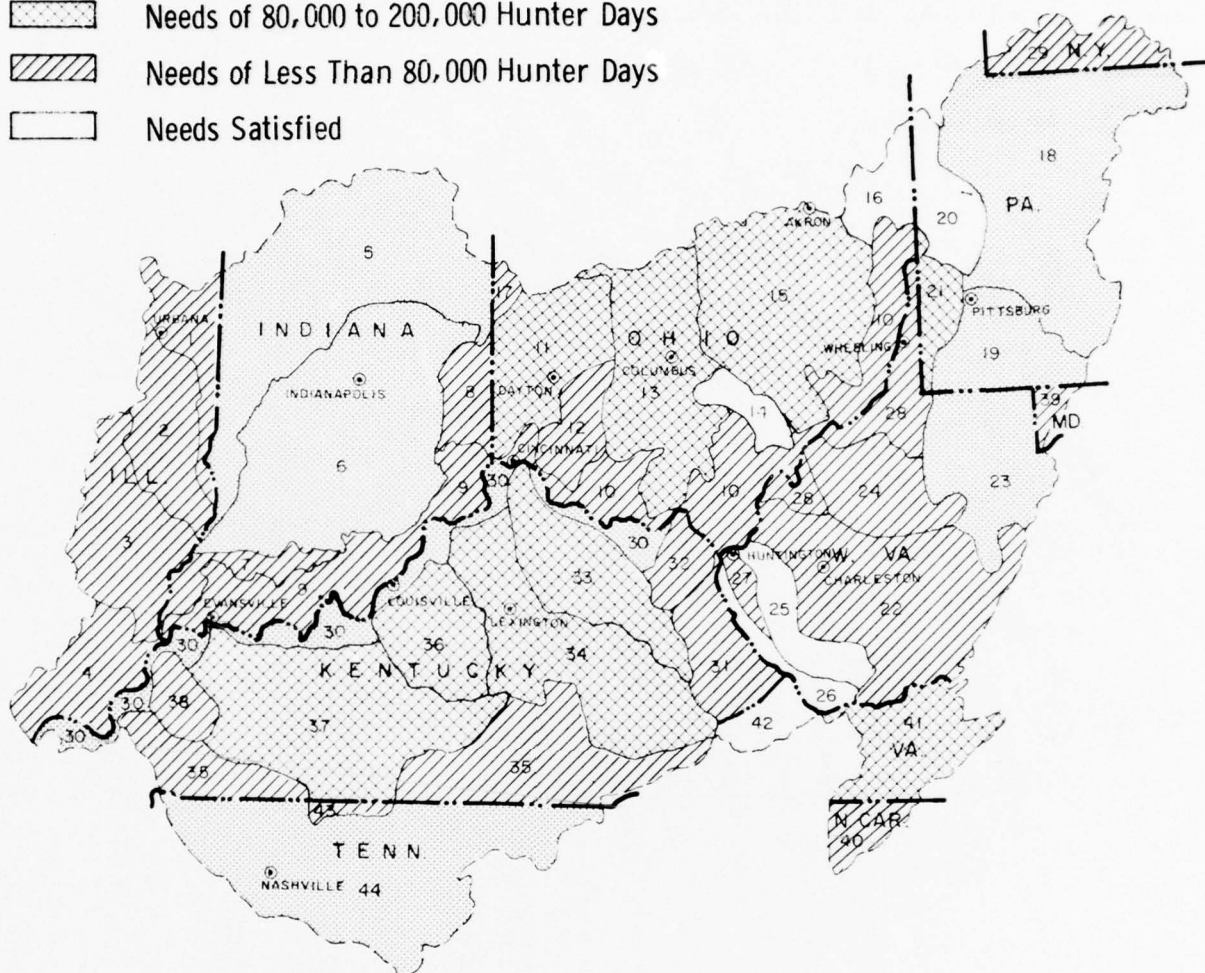 Needs of 80,000 to 200,000 Hunter Days
Needs of Less Than 80,000 Hunter Days
Needs Satisfied
29 N.Y.
18
16
20
PA.
AKRON
5
17
15
21
PITTSBURG
URBANA
1
INDIANA
11
OHIO
10
WHEELING
19
INDIANAPOLIS
8
DAYTON
COLUMBUS
13
39
MD
2
12
14
28
ILL
6
CINCINNATI
9
30
10
10
28
24
23
3
30
7
9
33
32
HUNTINGTON
W. VA.
27
CHARLESTON
EVANSVILLE
LOUISVILLE
LEXINGTON
25
22
30
30
36
34
KENTUCKY
4
31
26
30
38
42
41
30
37
VA.
35
35
43
N CAR.
40
TENN.
NASHVILLE 44